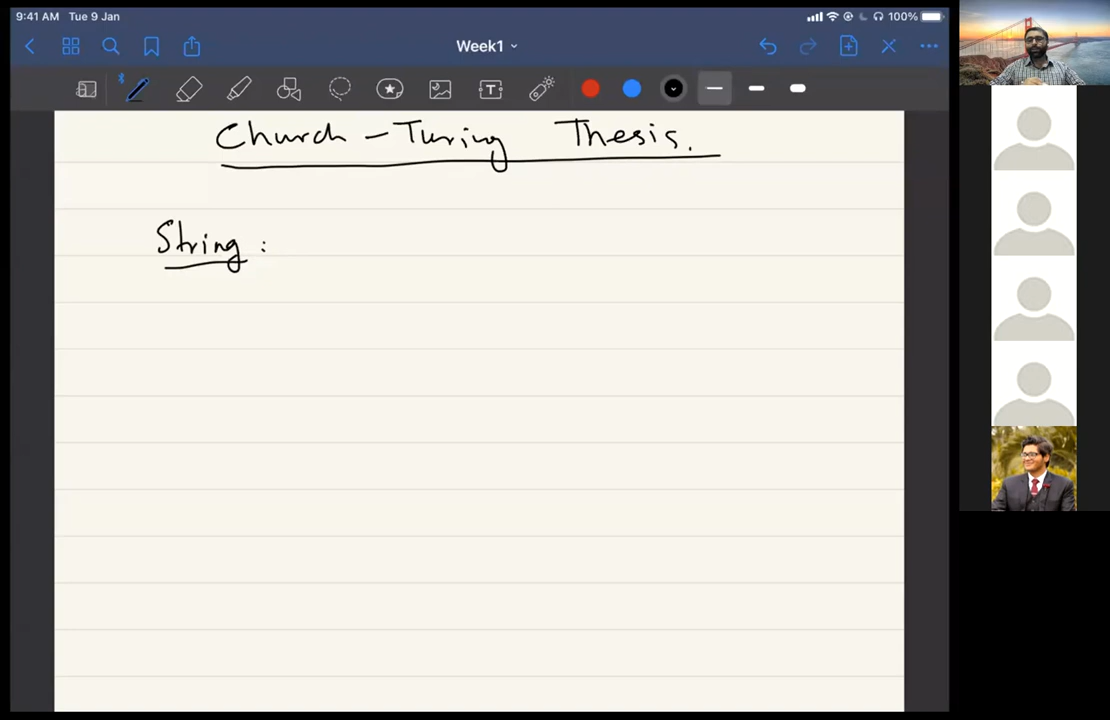 9:41 AM Tue 9 Jan
100%
Week1
T
Church - Turing Thesis.
String :